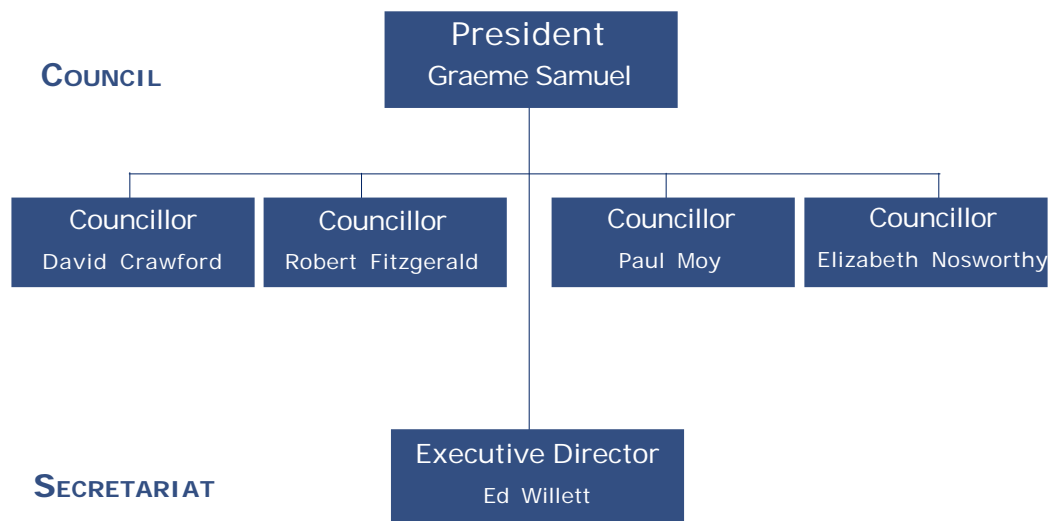 President
Graeme Samuel
COUNCIL
Councillor
David Crawford
Councillor
Robert Fitzgerald
Councillor
Paul Moy
Councillor
Elizabeth Nosworthy
Executive Director
Ed Willett
SECRETARIAT